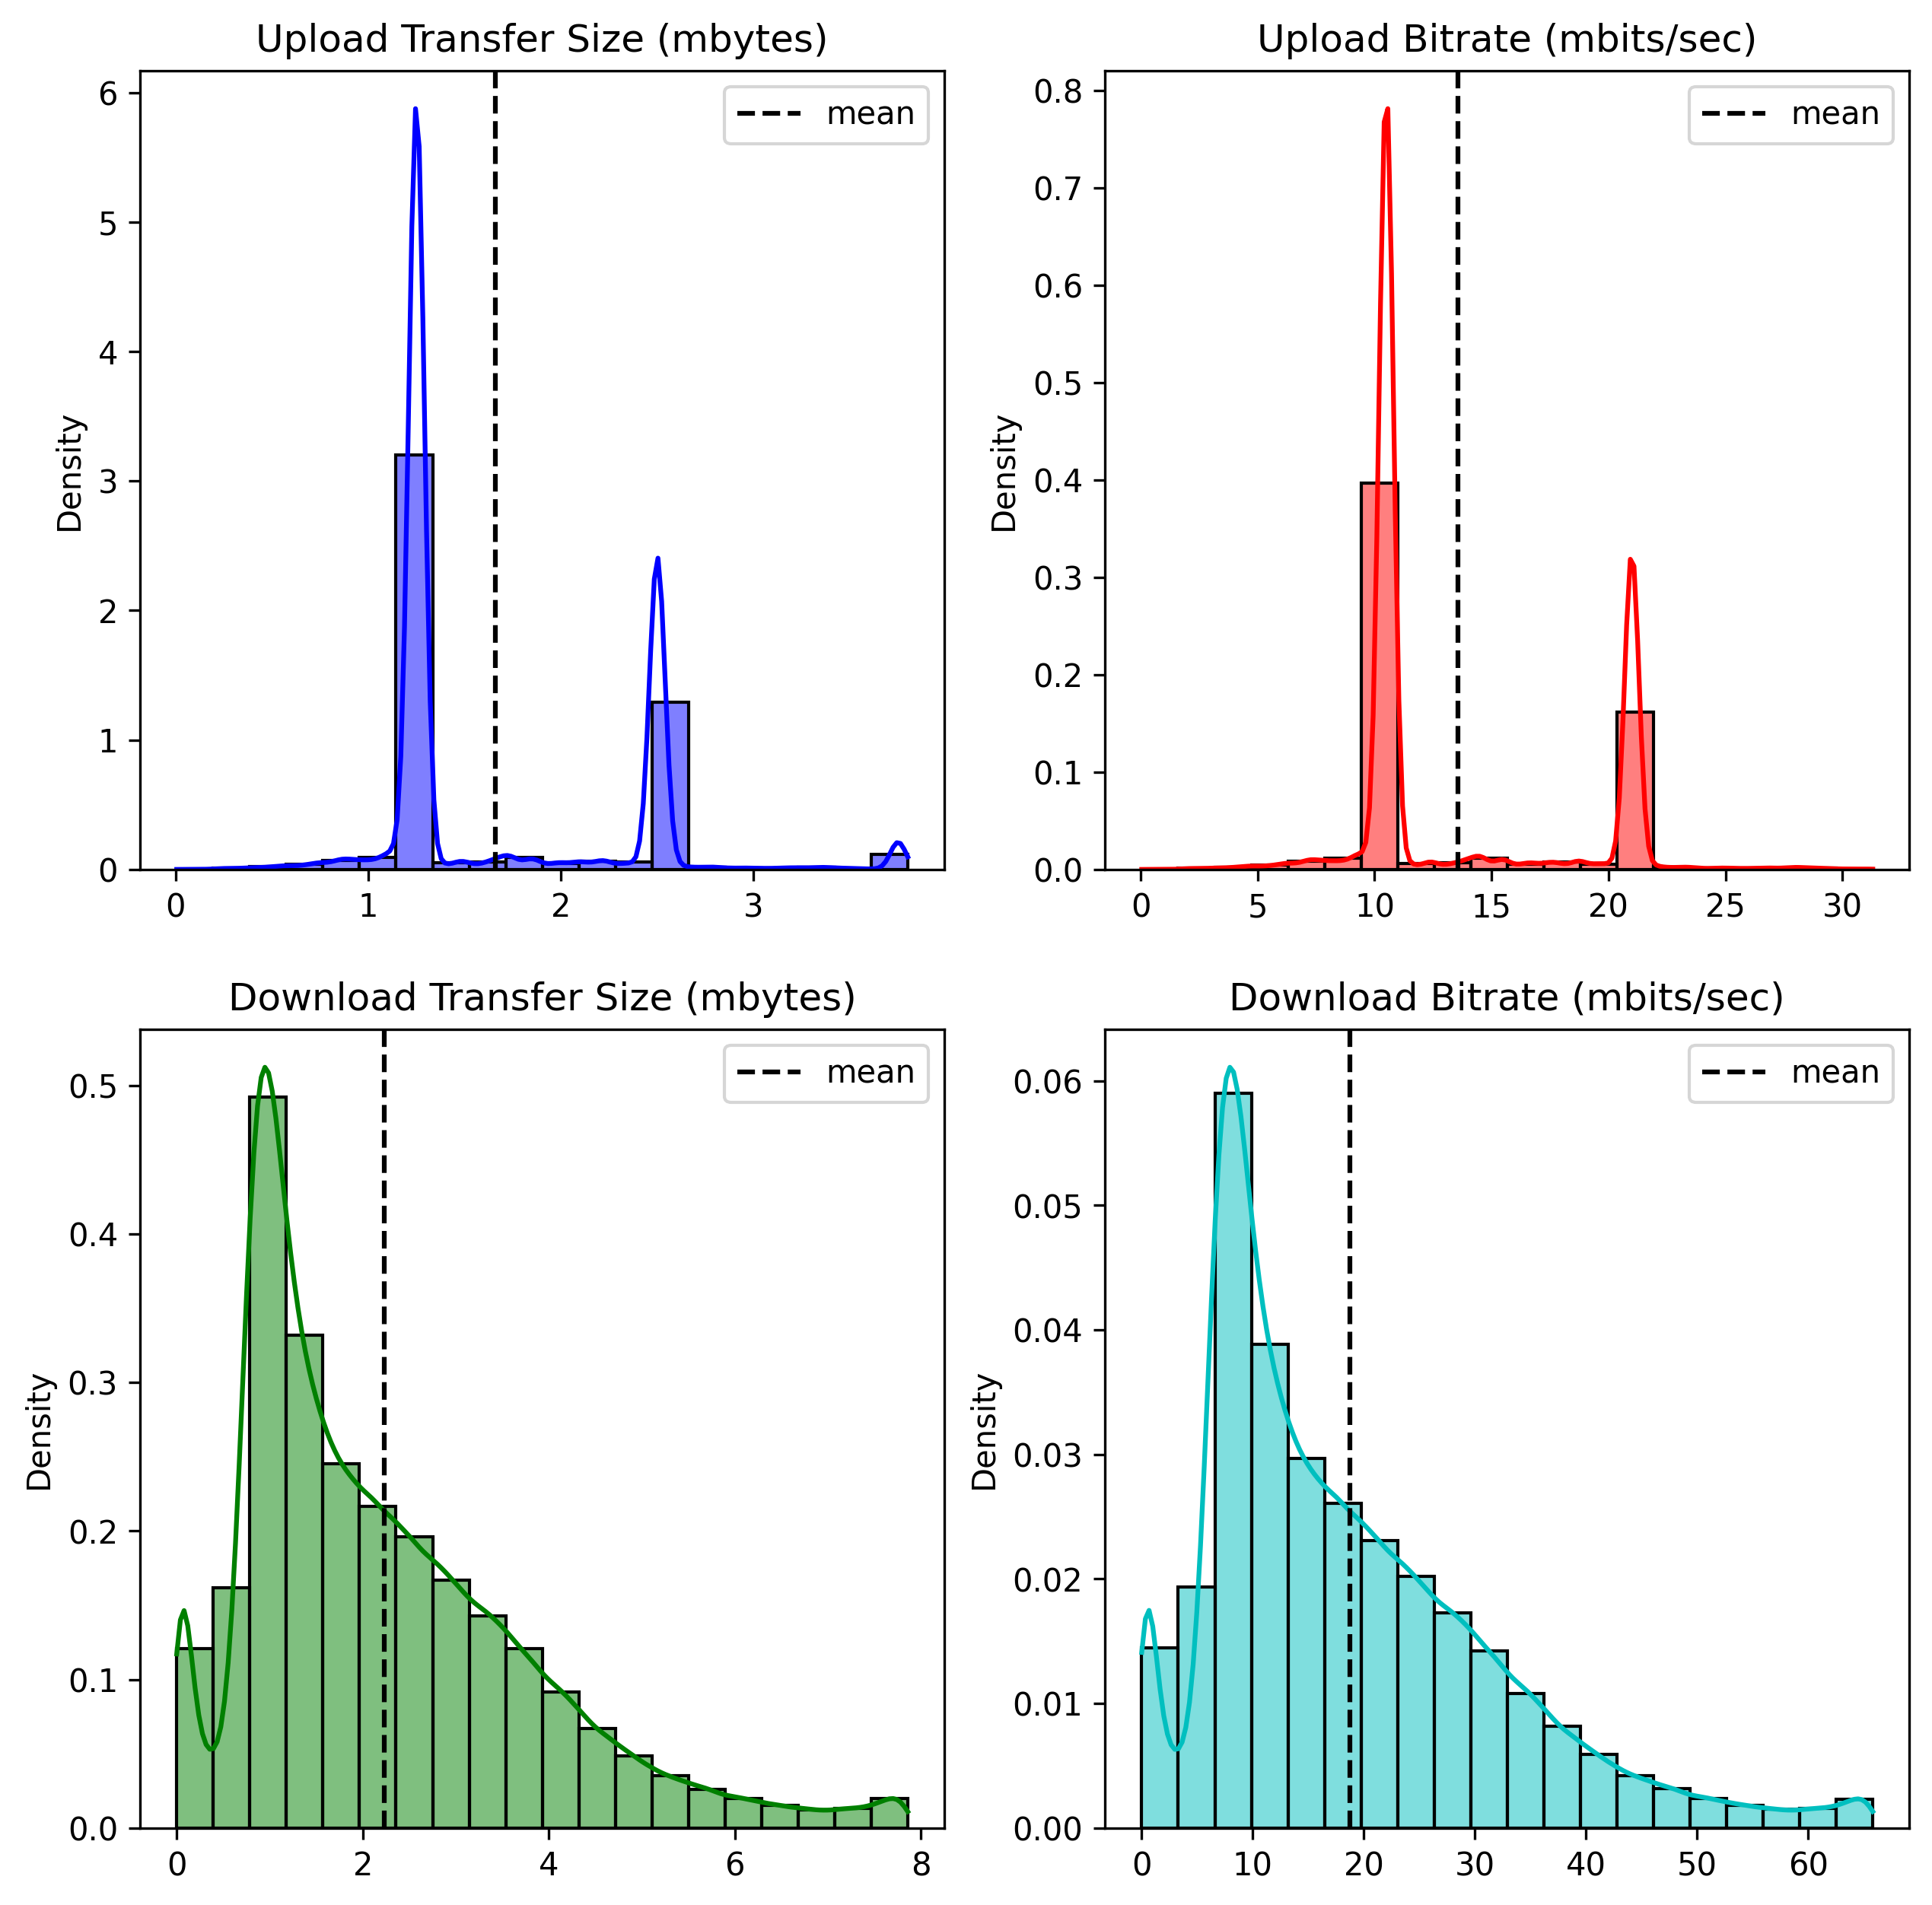 Upload Transfer Size (mbytes)
mean
Density
6
5
4
3
2
1
0
0 1 2 3
Upload Bitrate (mbits/sec)
mean
Density
0.8
0.7
0.6
0.5
0.4
0.3
0.2
0.1
0.0
0 5 10 15 20 25 30
Download Transfer Size (mbytes)
mean
Density
0.5
0.4
0.3
0.2
0.1
0.0
0 2 4 6 8
Download Bitrate (mbits/sec)
mean
Density
0.06
0.05
0.04
0.03
0.02
0.01
0.00
0 10 20 30 40 50 60